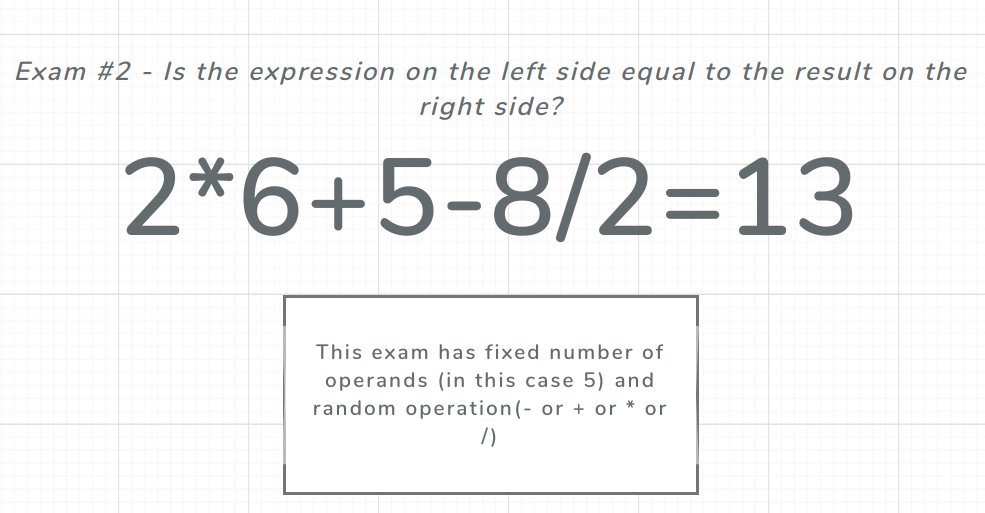 Exam #2 - Is the expression on the left side equal to the result on the
right side?
2*6+5-8/2=13
This exam has fixed number of
operands (in this case 5) and
random operation(- or + or * or
/)